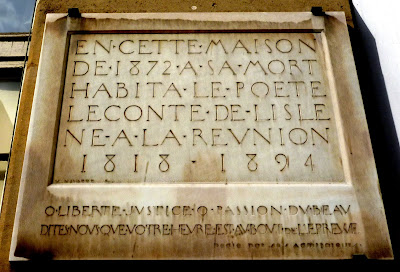 EN·CETTE·MAISON
DE·1872·A·SA·MORT
HABITA·LE·POETE
LECONTE·DE·LISLE
NE·A·LA·REVNION
1818·1894
O·LIBERTE·JVSTICE·O·PASSION·DV·BEAV
DITES·NOVS·QVE·VOTRE·HEVRE·EST·AV·BOVT·DE·L'EPREVVE